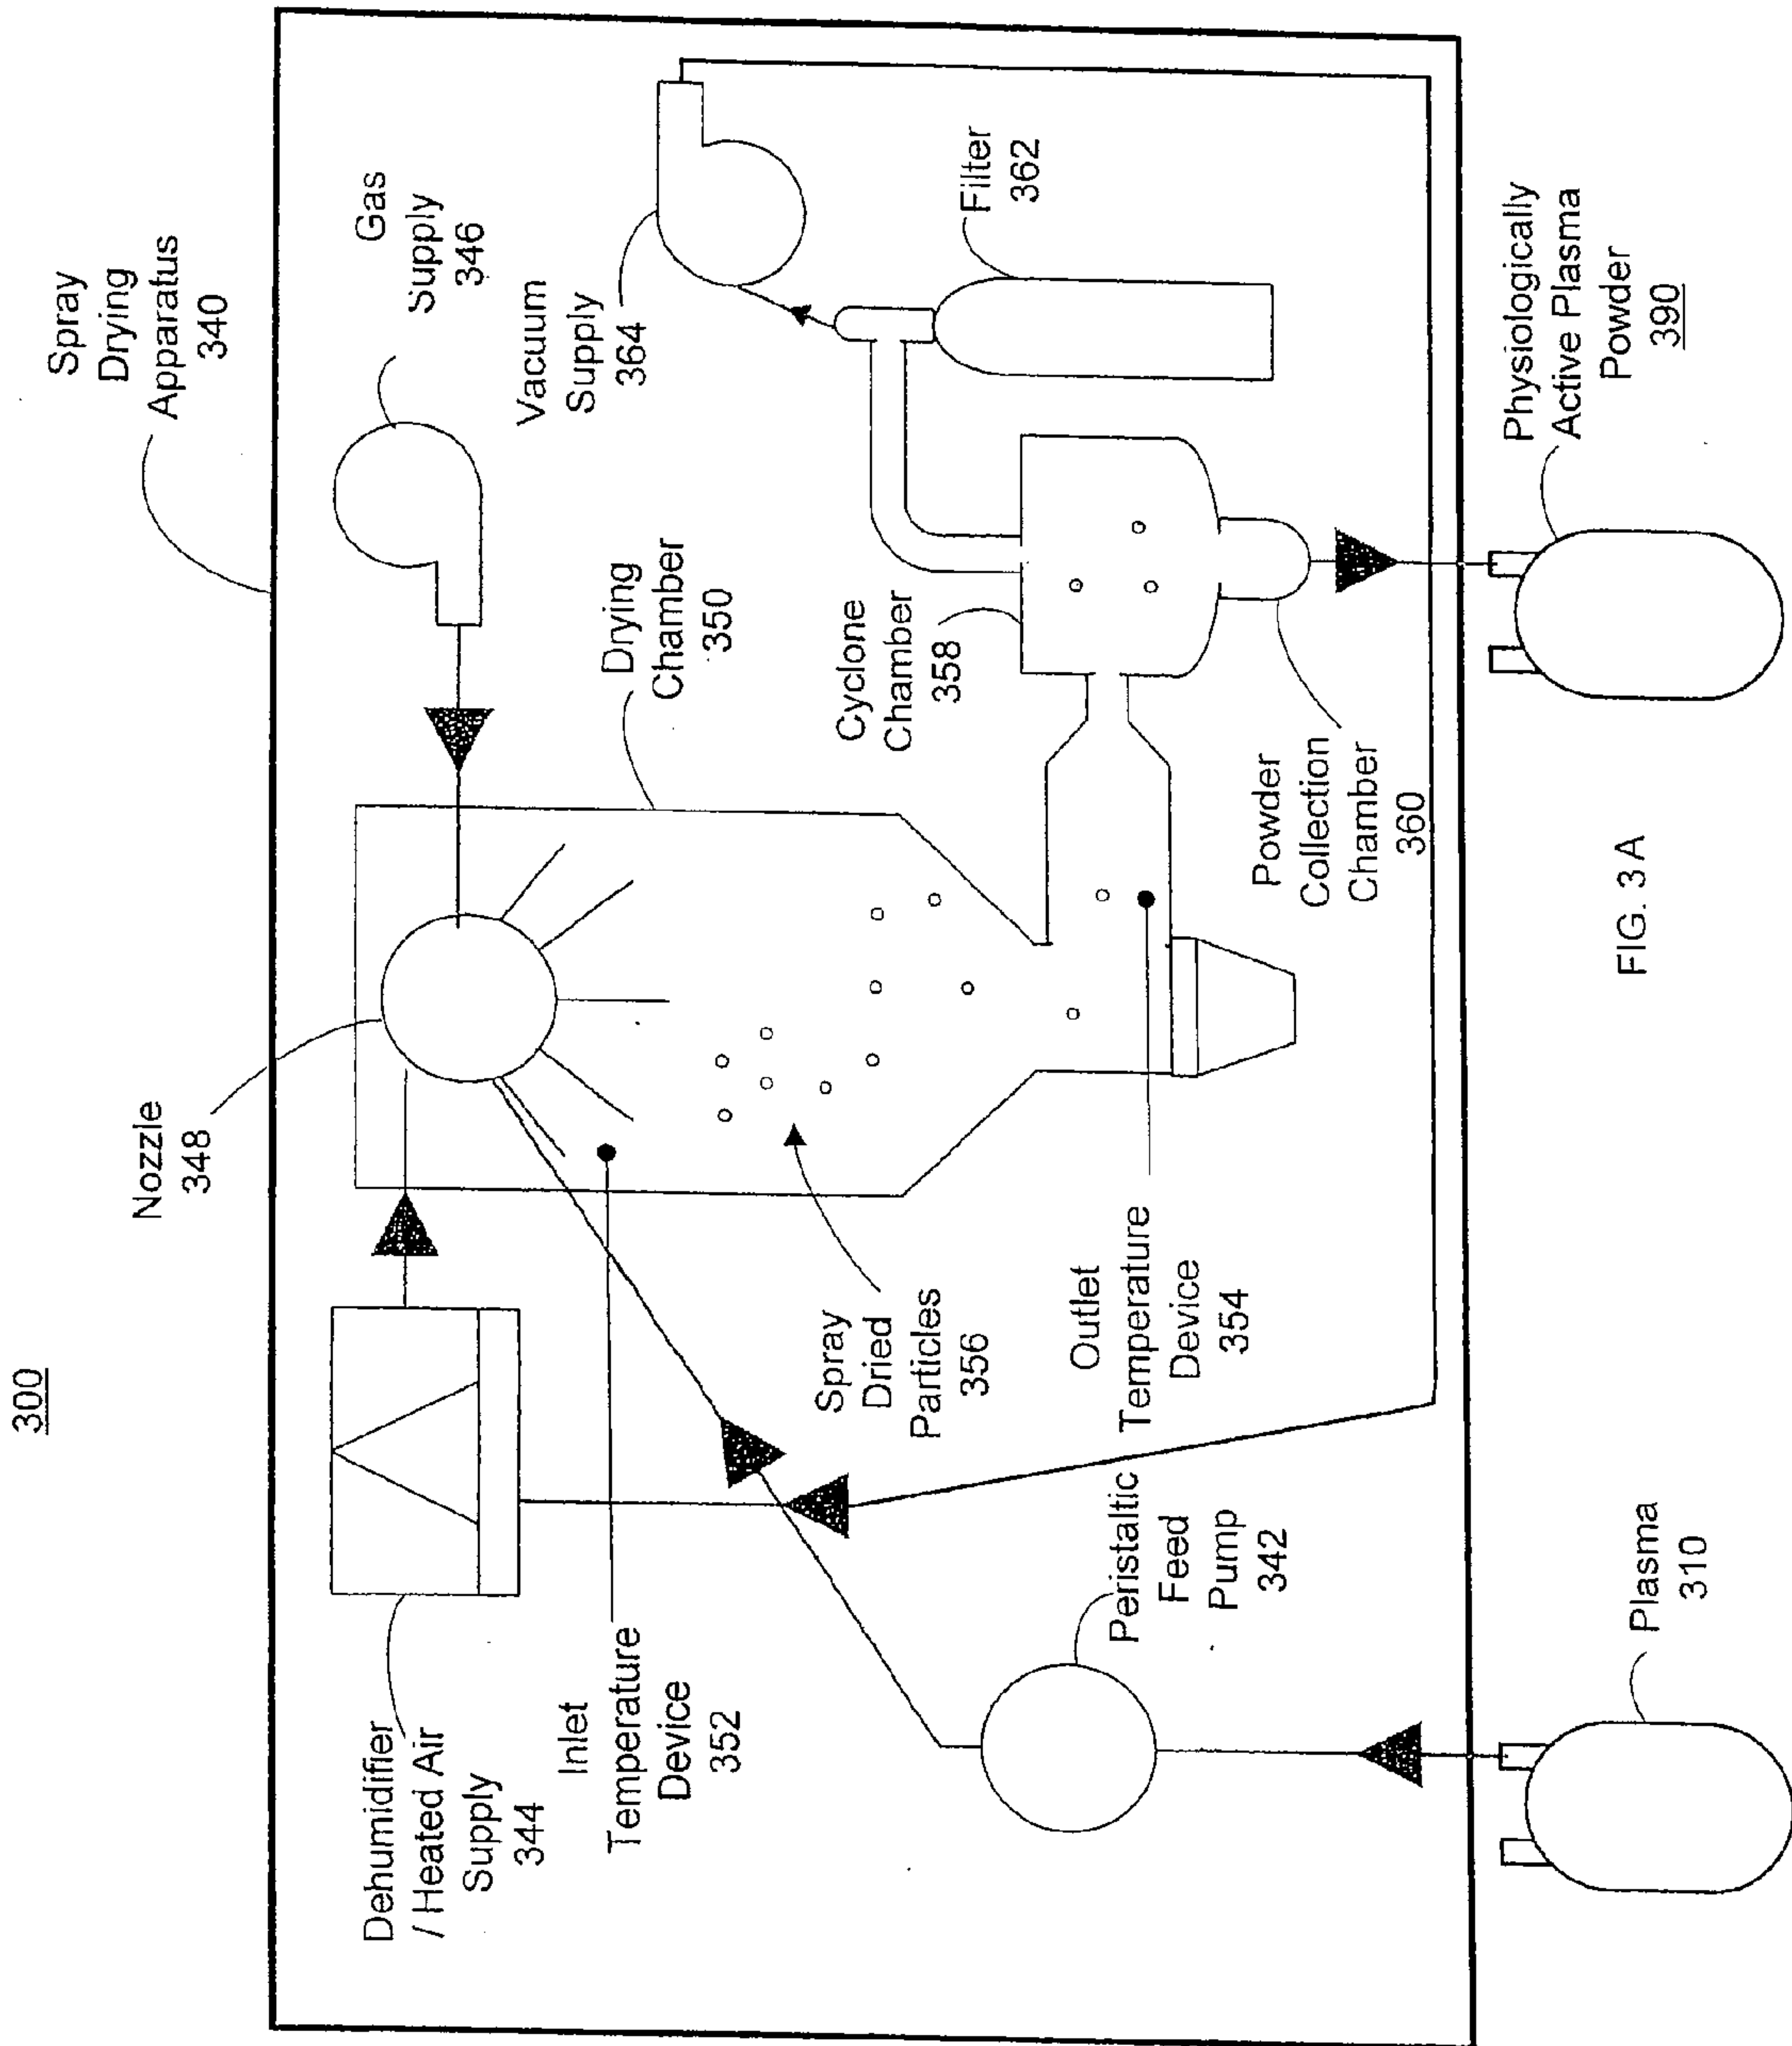 300
Spray
Drying
Apparatus
340
Nozzle
348
Gas
Supply
346
Dehumidifier
/ Heated Air
Supply
344
Drying
Chamber
350
Vacuum
Supply
364
Inlet
Temperature
Device
352
Spray
Dried
Particles
356
Cyclone
Chamber
358
Filter
362
Outlet
Temperature
Device
354
Peristaltic
Feed
Pump
342
Powder
Collection
Chamber
360
Plasma
310
Physiologically
Active Plasma
Powder
390
FIG. 3A